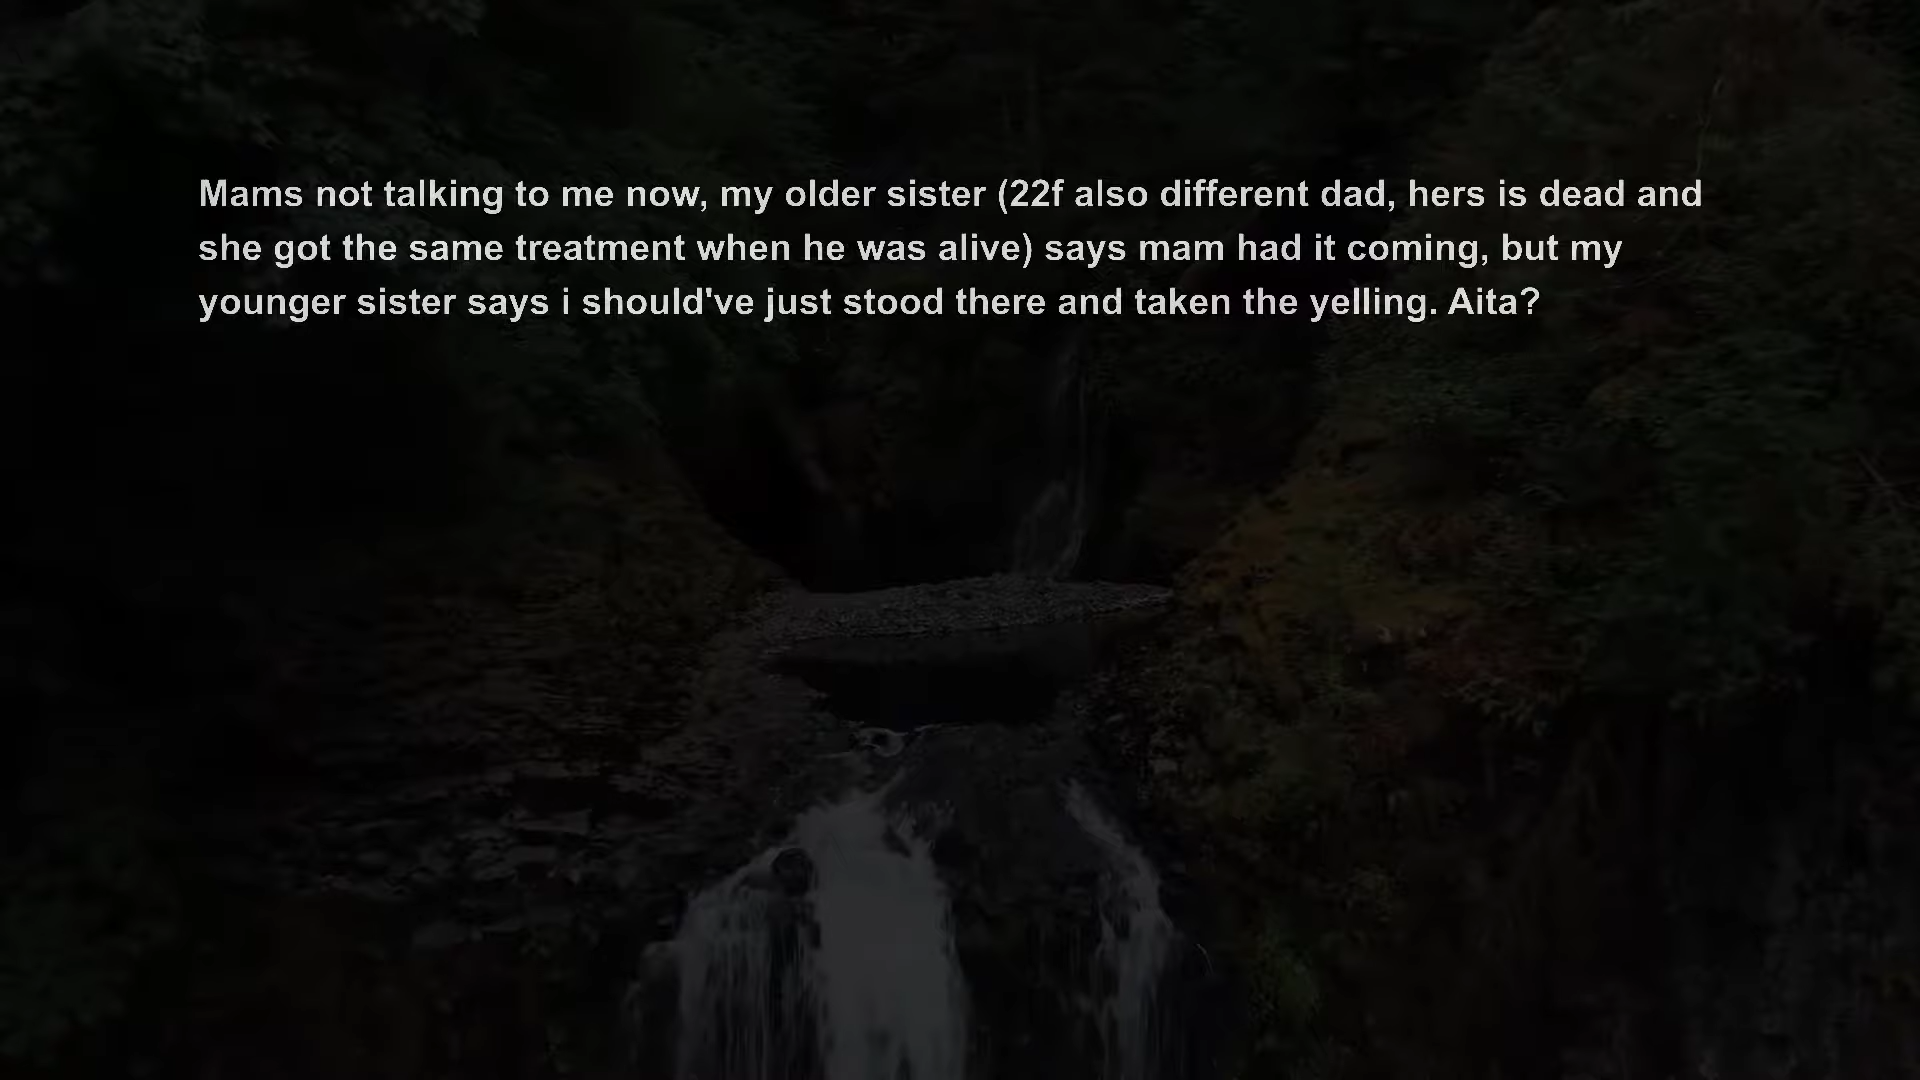 Mams not talking to me now, my older sister (22f also different dad, hers is dead and
she got the same treatment when he was alive) says mam had it coming, but my
younger sister says i should've just stood there and taken the yelling. Aita?